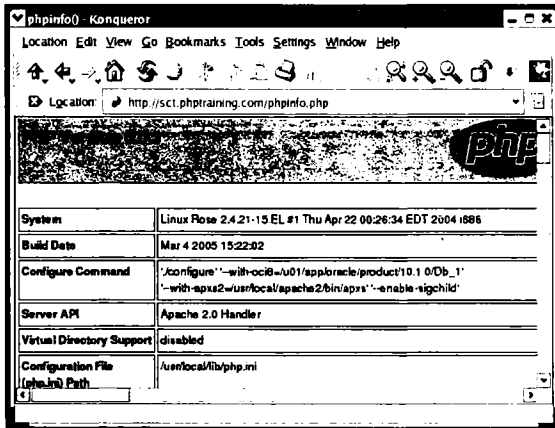 phpinfo() - Konqueror
Location Edit View Go Bookmarks Tools Settings Window Help
Location: http://sct.phptraining.com/phpinfo.php
php
System Linux Rose 2.4.21-15.EL #1 Thu Apr 22 00:26:34 EDT 2004 i686
Build Date Mar 4 2005 15:22:02
Configure Command './configure' '--with-oci8=/u01/app/oracle/product/10.1.0/Db_1'
'--with-apxs2=/usr/local/apache2/bin/apxs' '--enable-sigchild'
Server API Apache 2.0 Handler
Virtual Directory Support disabled
Configuration File /usr/local/lib/php.ini
(php.ini) Path